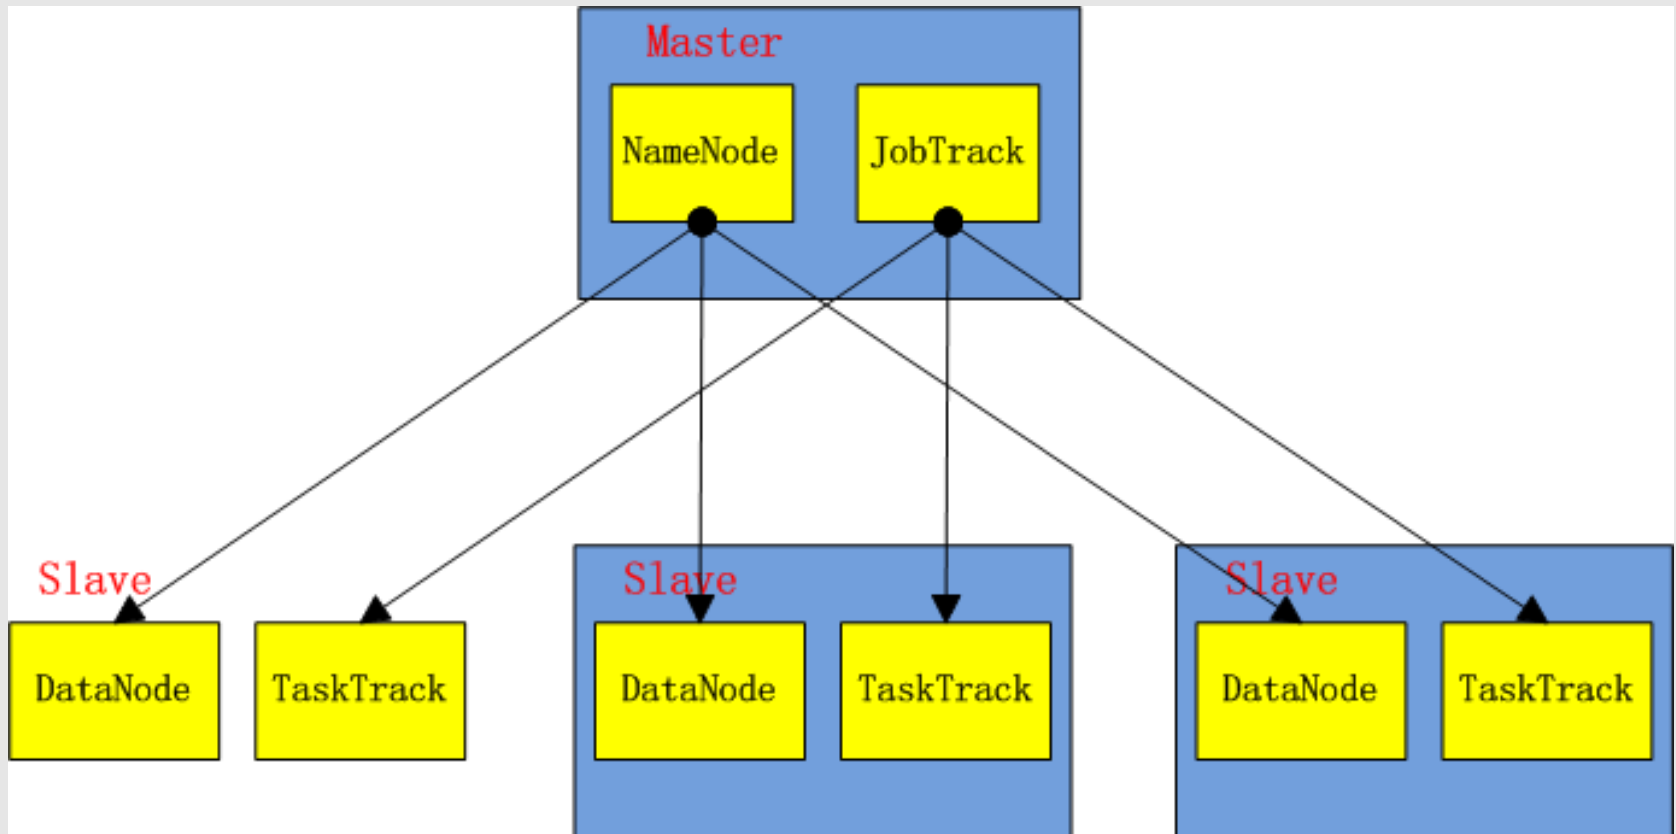 Master
NameNode
JobTrack
Slave
Slave
Slave
DataNode
TaskTrack
DataNode
TaskTrack
DataNode
TaskTrack